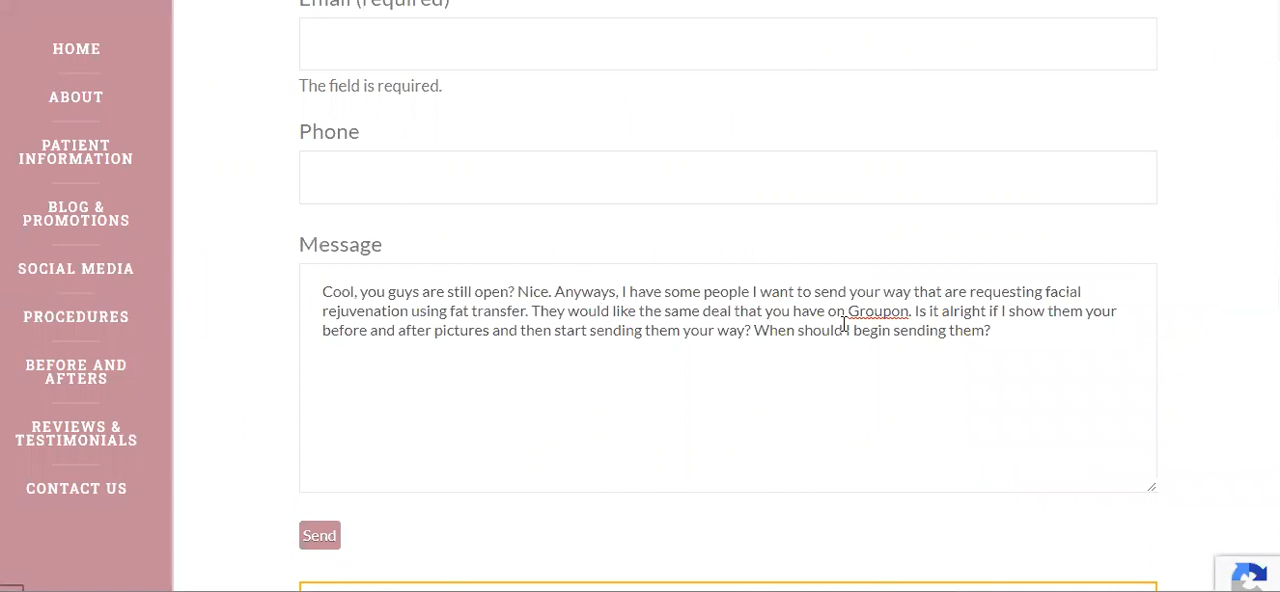 Email (required)
HOME
The field is required.
ABOUT
Phone
PATIENT
INFORMATION
BLOG &
PROMOTIONS
Message
SOCIAL MEDIA
Cool, you guys are still open? Nice. Anyways, I have some people I want to send your way that are requesting facial
rejuvenation using fat transfer. They would like the same deal that you have on Groupon. Is it alright if I show them your
before and after pictures and then start sending them your way? When should I begin sending them?
PROCEDURES
BEFORE AND
AFTERS
REVIEWS &
TESTIMONIALS
CONTACT US
Send